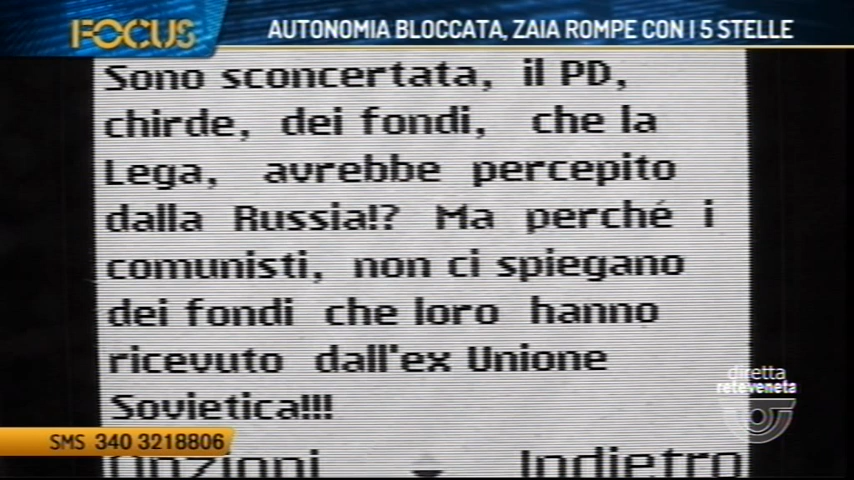 FOCUS
AUTONOMIA BLOCCATA, ZAIA ROMPE CON I 5 STELLE
Sono sconcertata, il PD,
chirde, dei fondi, che la
Lega, avrebbe percepito
dalla Russia!? Ma perché i
comunisti, non ci spiegano
dei fondi che loro hanno
ricevuto dall'ex Unione
Sovietica!!!
diretta
reteveneta
SMS 340 3218806
Opzioni Indietro